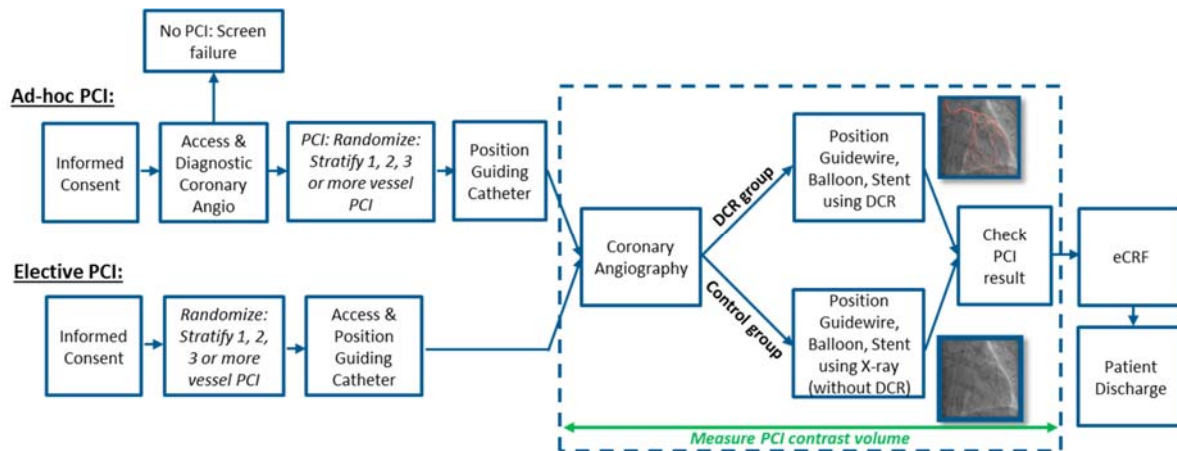 No PCI: Screen
failure
Ad-hoc PCI:
Informed
Consent
Access &
Diagnostic
Coronary
Angio
PCI: Randomize:
Stratify 1, 2, 3
or more vessel
PCI
Position
Guiding
Catheter
Elective PCI:
Informed
Consent
Randomize:
Stratify 1, 2,
3 or more
vessel PCI
Access &
Position
Guiding
Catheter
Coronary
Angiography
DCR group
Control group
Position
Guidewire,
Balloon, Stent
using DCR
Position
Guidewire,
Balloon, Stent
using X-ray
(without DCR)
Check
PCI
result
eCRF
Patient
Discharge
Measure PCI contrast volume